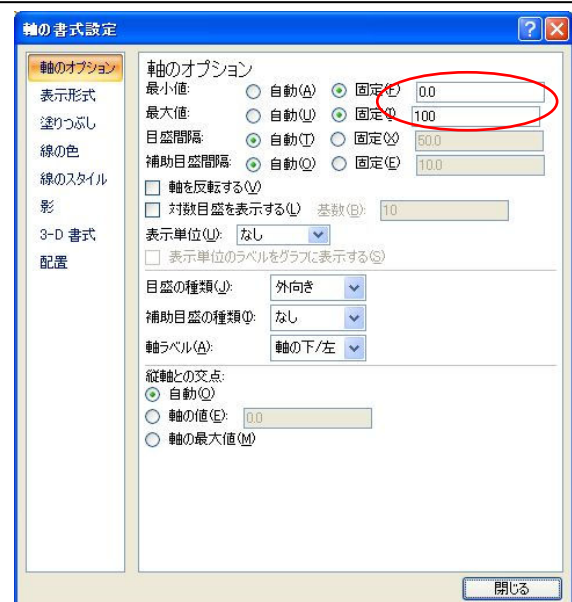 軸の書式設定
軸のオプション
表示形式
塗りつぶし
線の色
線のスタイル
影
3-D 書式
配置
軸のオプション
最小値: 自動(A) 固定(F) 0.0
最大値: 自動(U) 固定(I) 100
目盛間隔: 自動(T) 固定(X) 50.0
補助目盛間隔: 自動(O) 固定(E) 10.0
軸を反転する(V)
対数目盛を表示する(L) 基数(B): 10
表示単位(U): なし
表示単位のラベルをグラフに表示する(S)
目盛の種類(J): 外向き
補助目盛の種類(I): なし
軸ラベル(A): 軸の下/左
縦軸との交点:
自動(O)
軸の値(E): 0.0
軸の最大値(M)
閉じる